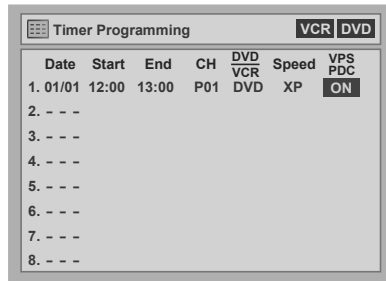 Timer Programming VCR DVD
Date Start End CH DVD/VCR Speed VPS PDC
1. 01/01 12:00 13:00 P01 DVD XP ON
2. – – –
3. – – –
4. – – –
5. – – –
6. – – –
7. – – –
8. – – –